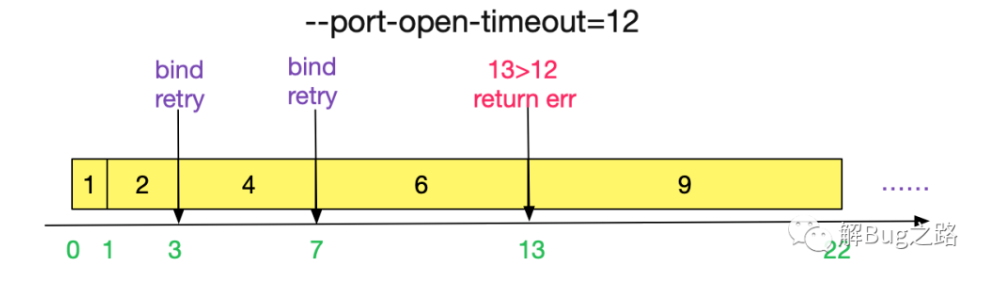 --port-open-timeout=12
bind
retry
bind
retry
13>12
return err
1 2 4 6 9 ......
0 1 3 7 13 22
解Bug之路